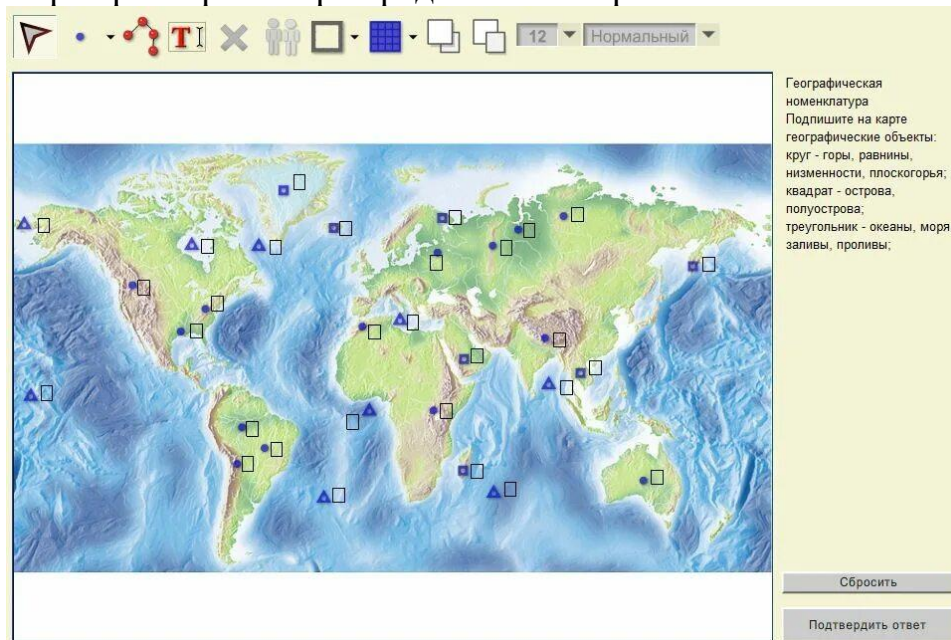 T
12 Нормальный
Географическая
номенклатура
Подпишите на карте
географические объекты:
круг - горы, равнины,
низменности, плоскогорья;
квадрат - острова,
полуострова;
треугольник - океаны, моря
заливы, проливы;
Сбросить
Подтвердить ответ